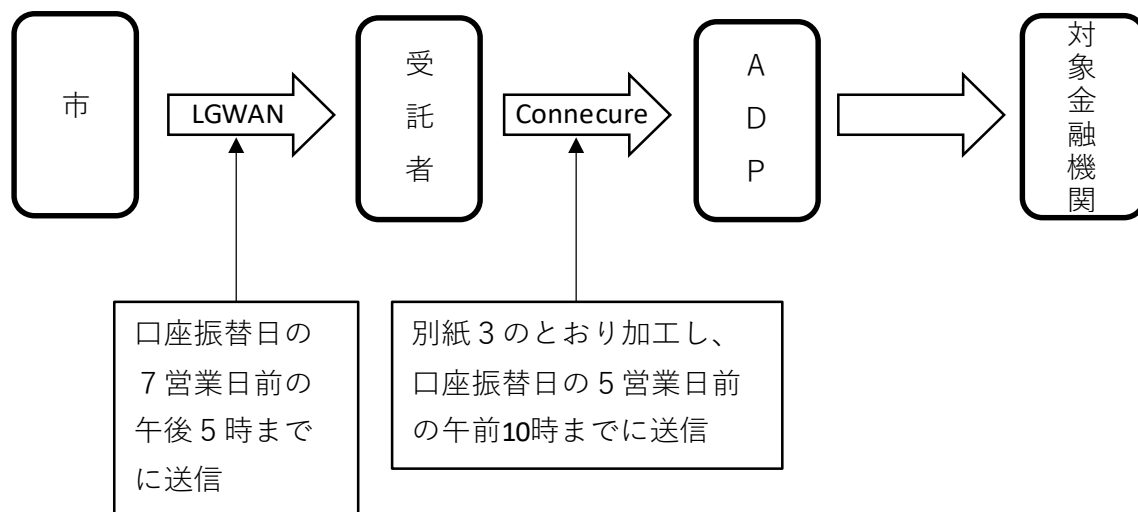 市
LGWAN
受託者
Connecure
ADP
対象金融機関
口座振替日の
７営業日前の
午後５時まで
に送信
別紙３のとおり加工し、
口座振替日の５営業日前
の午前10時までに送信